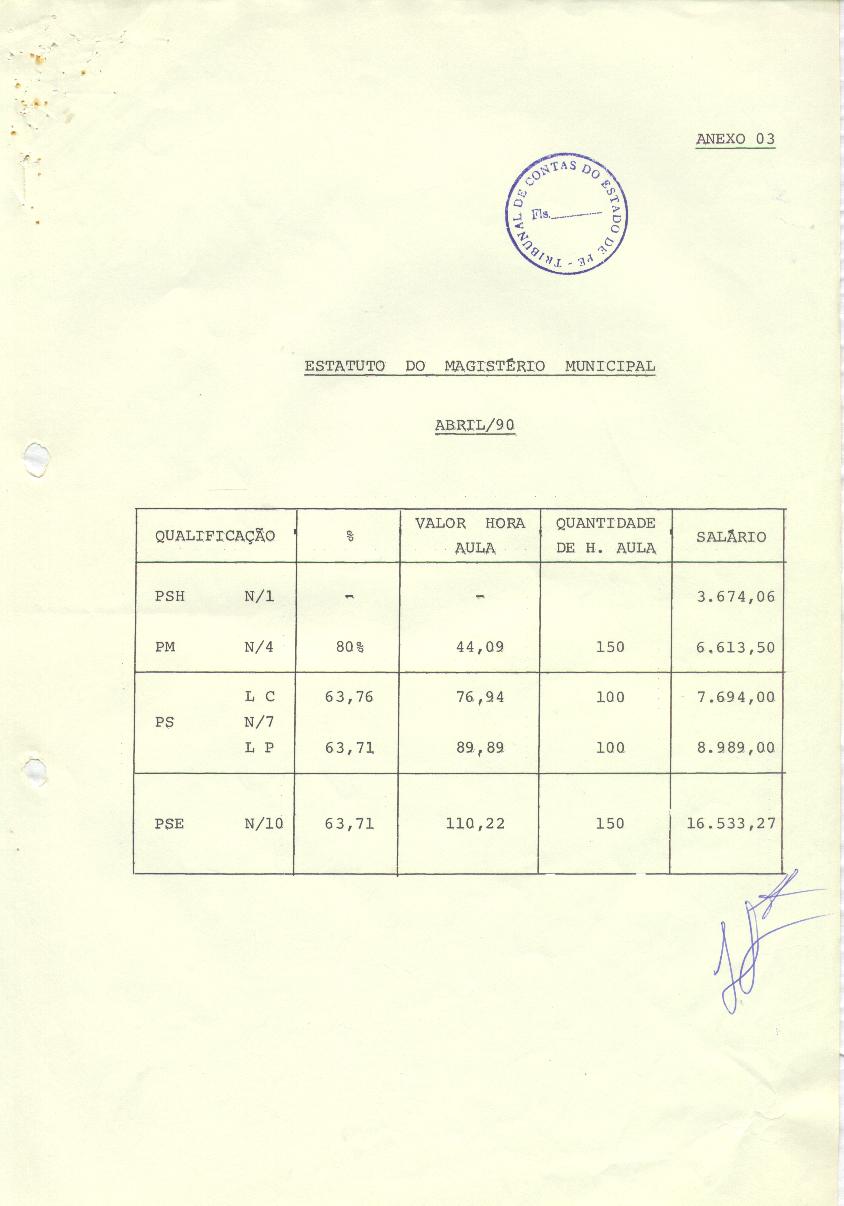 ANEXO 03
TRIBUNAL DE CONTAS DO ESTADO DE PE -
Fls.
ESTATUTO DO MAGISTÉRIO MUNICIPAL
ABRIL/90
QUALIFICAÇÃO % VALOR HORA AULA QUANTIDADE DE H. AULA SALÁRIO
PSH N/1 - - 3.674,06
PM N/4 80% 44,09 150 6.613,50
L C 63,76 76,94 100 7.694,00
PS N/7
L P 63,71 89,89 100 8.989,00
PSE N/10 63,71 110,22 150 16.533,27